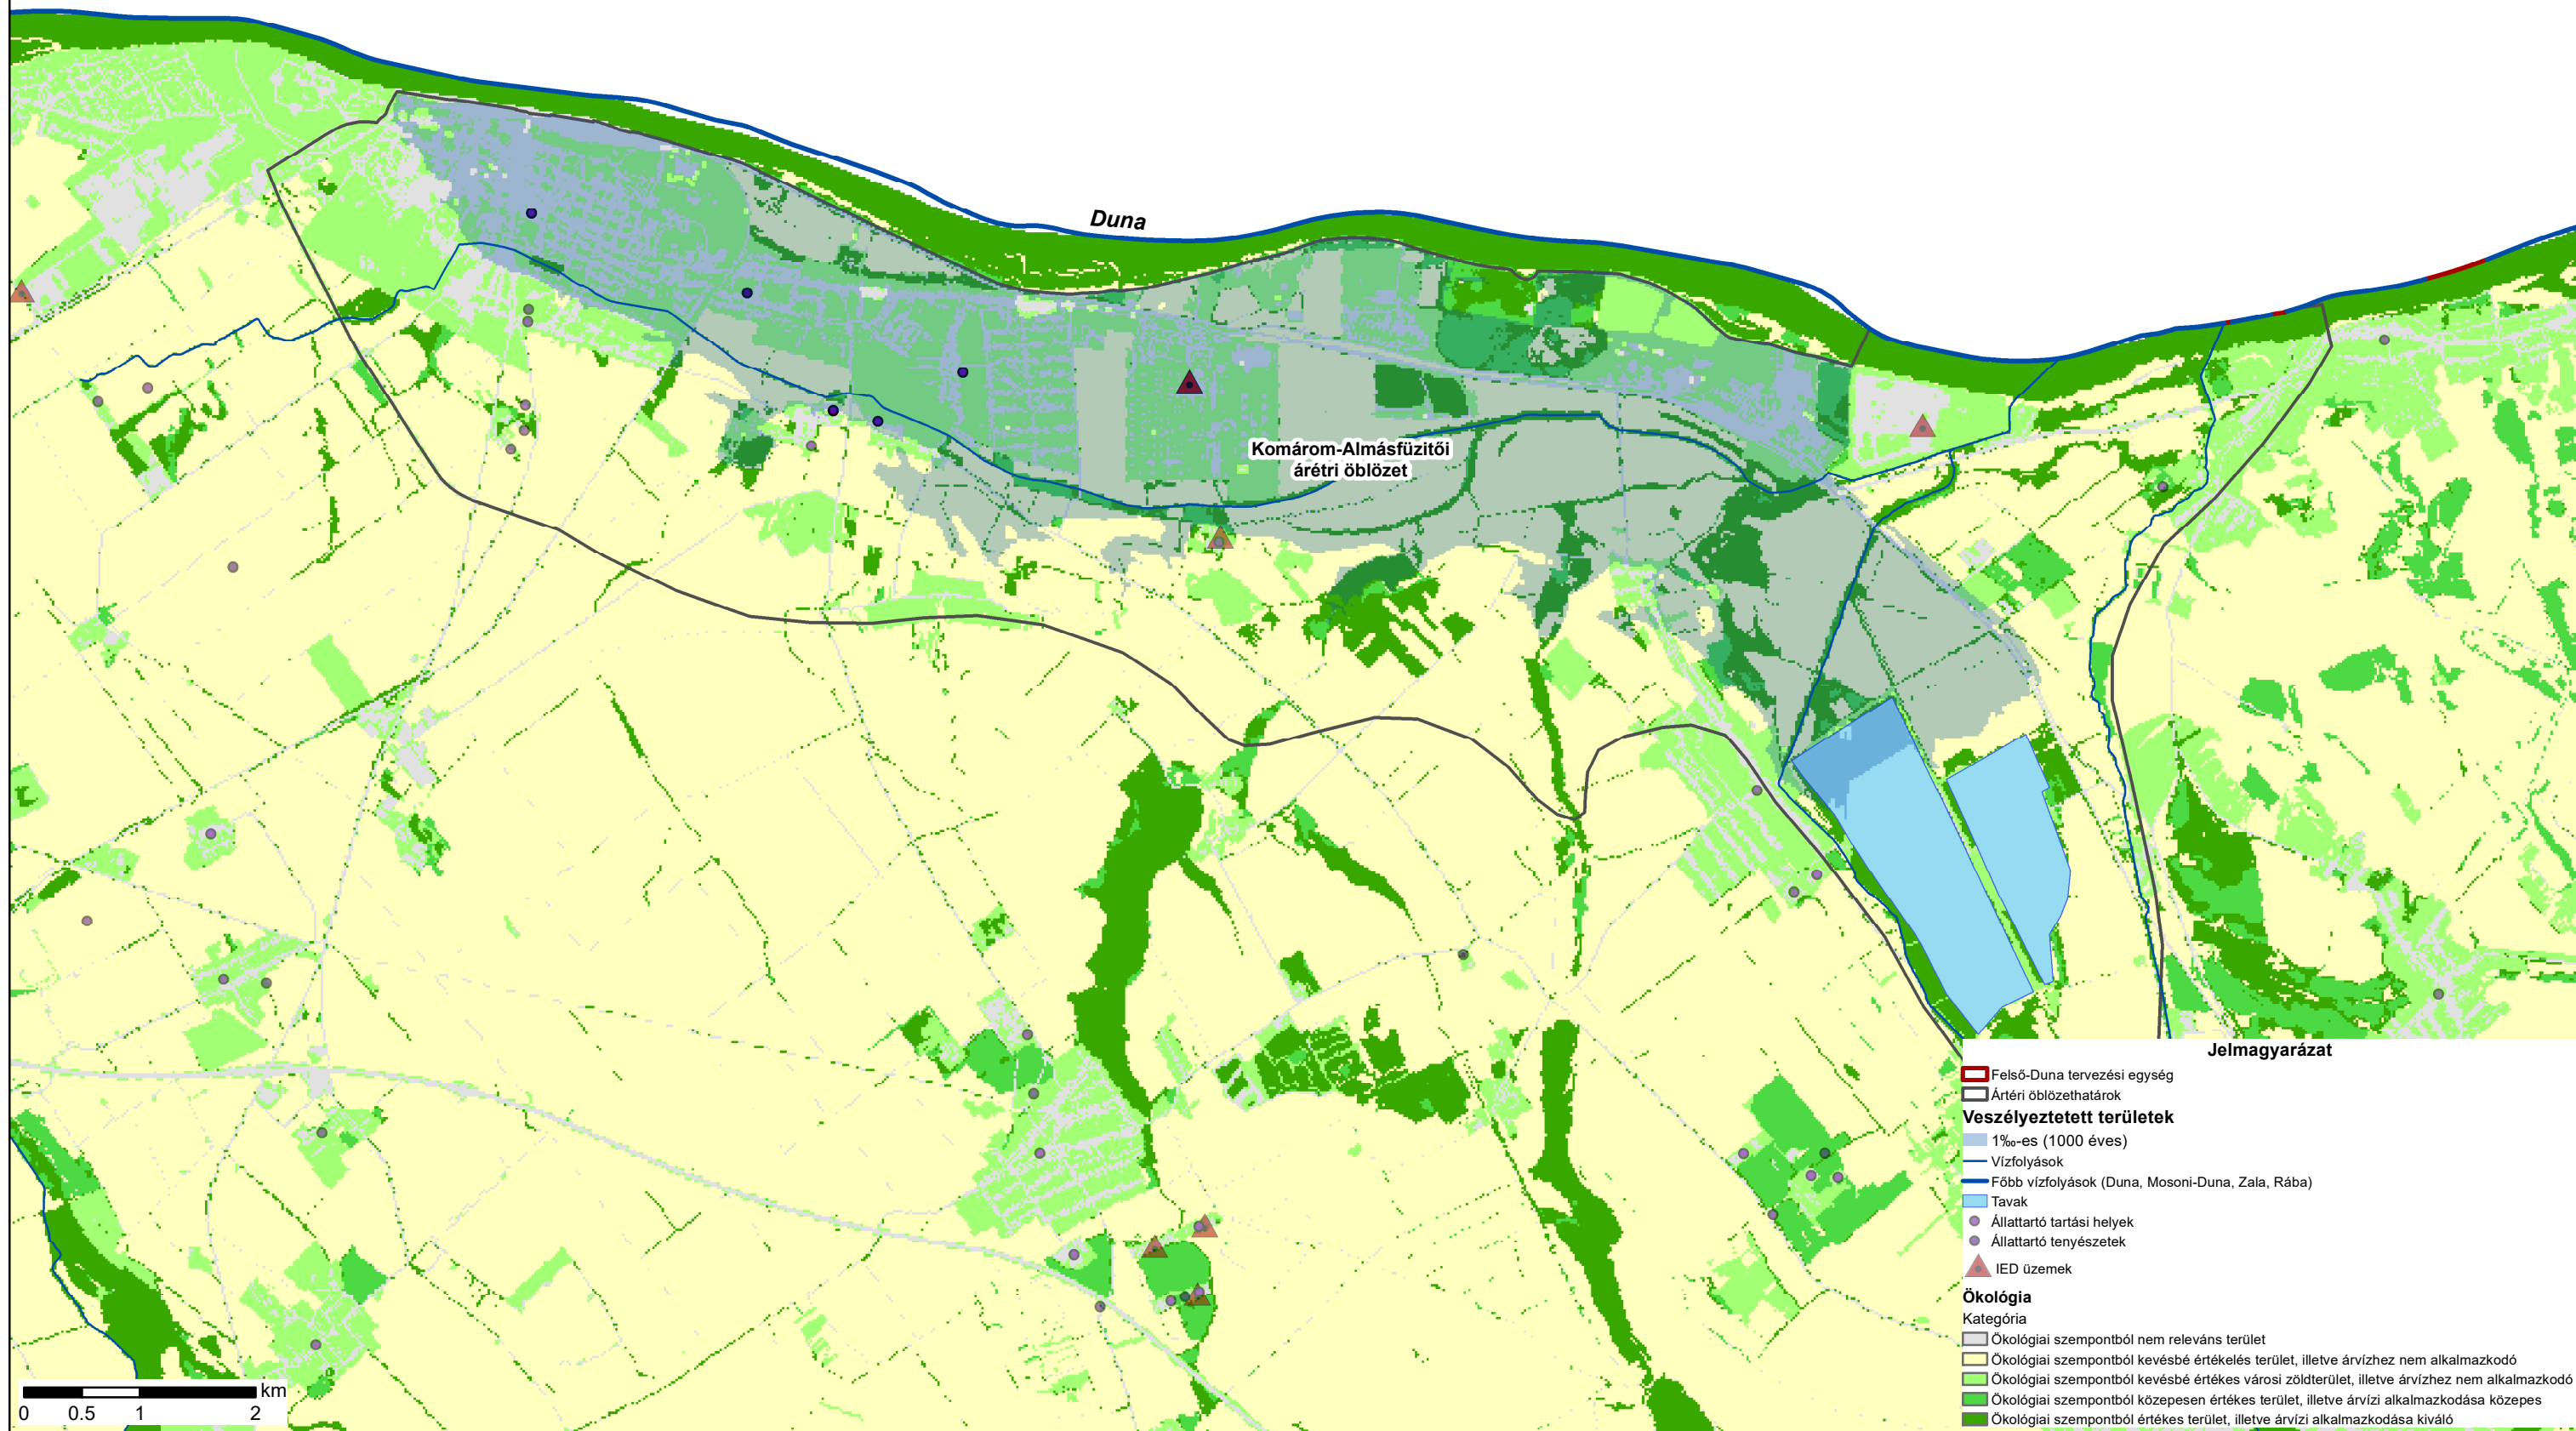 Duna
Komárom-Almásfüzitői
árétri öblözet
Jelmagyarázat
Felső-Duna tervezési egység
Ártéri öblözethatárok
Veszélyeztetett területek
1‰-es (1000 éves)
Vízfolyások
Főbb vízfolyások (Duna, Mosoni-Duna, Zala, Rába)
Tavak
Állattartó tartási helyek
Állattartó tenyészetek
IED üzemek
Ökológia
Kategória
Ökológiai szempontból nem releváns terület
Ökológiai szempontból kevésbé értékelés terület, illetve árvízhez nem alkalmazkodó
Ökológiai szempontból kevésbé értékes városi zöldterület, illetve árvízhez nem alkalmazkodó
Ökológiai szempontból közepesen értékes terület, illetve árvízi alkalmazkodása közepes
Ökológiai szempontból értékes terület, illetve árvízi alkalmazkodása kiváló
km
0 0.5 1 2